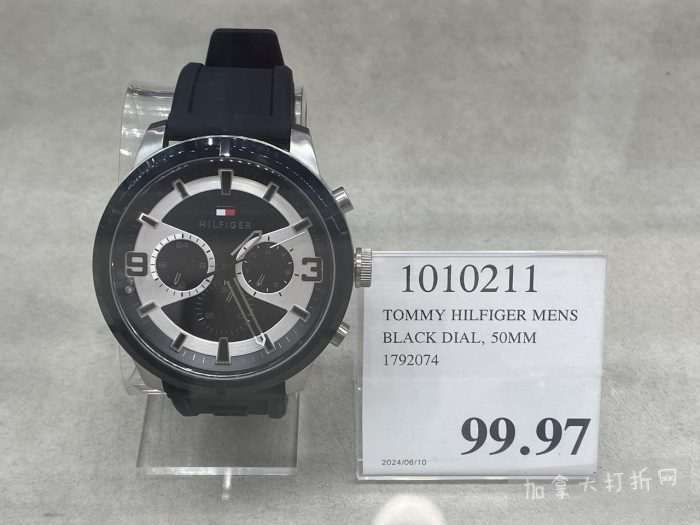 HILFIGER
9
3
1010211
TOMMY HILFIGER MENS
BLACK DIAL, 50MM
1792074
99.97
2024/06/10
加拿大打折网